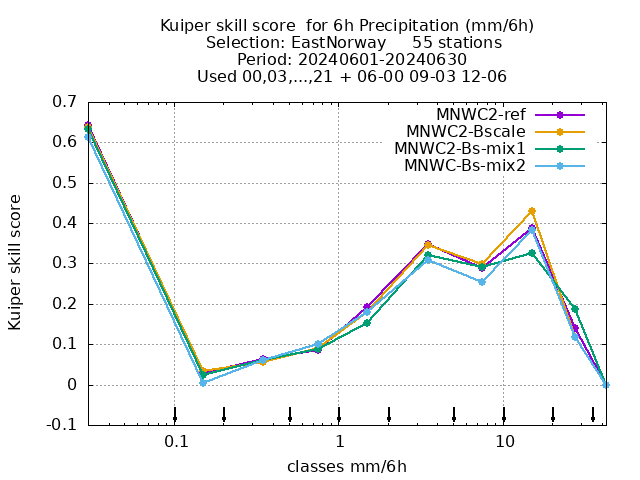 Kuiper skill score  for 6h Precipitation (mm/6h)
Selection: EastNorway     55 stations
Period: 20240601-20240630
Used 00,03,...,21 + 06-00 09-03 12-06
MNWC2-ref
MNWC2-Bscale
MNWC2-Bs-mix1
MNWC-Bs-mix2
Kuiper skill score
0.7
0.6
0.5
0.4
0.3
0.2
0.1
0
-0.1
0.1 1 10
classes mm/6h